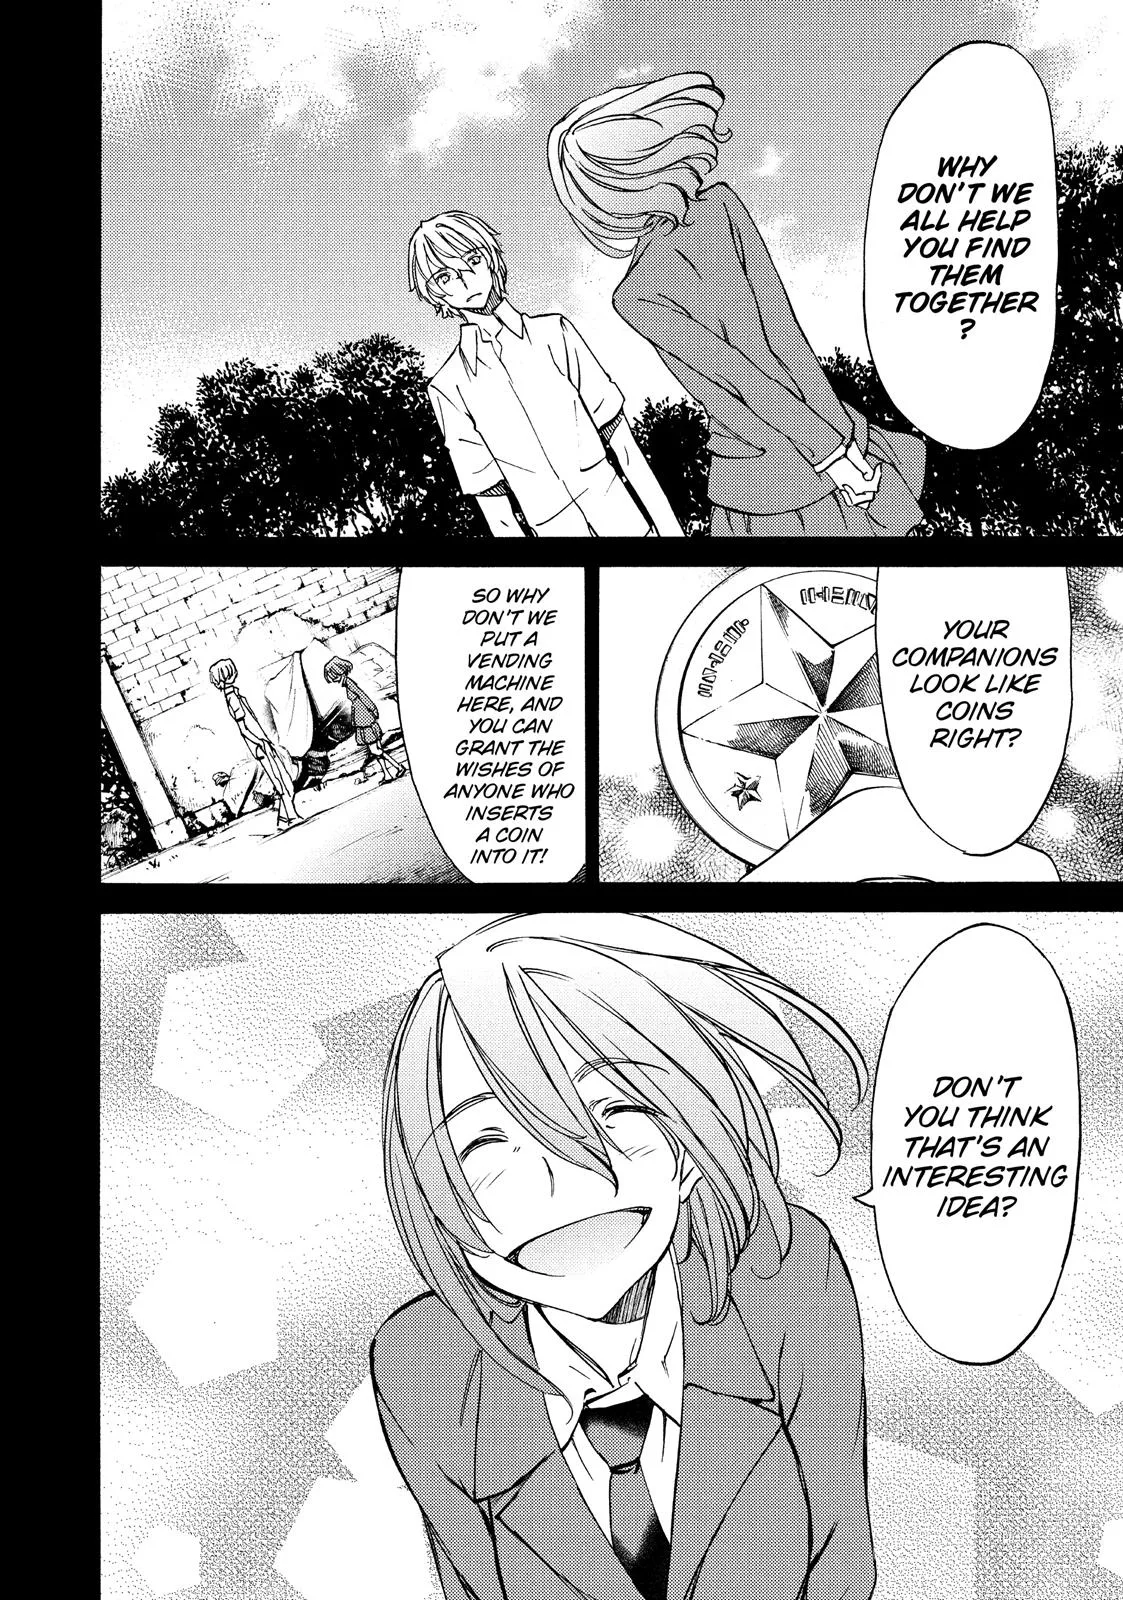 WHY
DON'T WE
ALL HELP
YOU FIND
THEM
TOGETHER
?
YOUR
COMPANIONS
LOOK LIKE
COINS
RIGHT?
SO WHY
DON'T WE
PUT A
VENDING
MACHINE
HERE, AND
YOU CAN
GRANT THE
WISHES OF
ANYONE WHO
INSERTS
A COIN
INTO IT!
DON'T
YOU THINK
THAT'S AN
INTERESTING
IDEA?